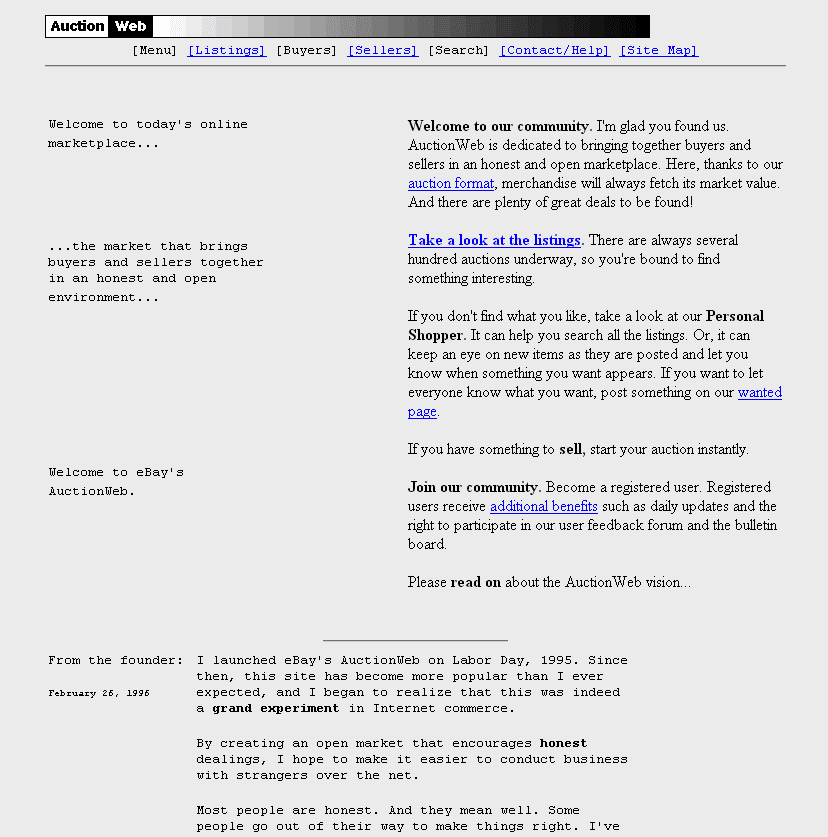 Auction Web
[Menu] [Listings] [Buyers] [Sellers] [Search] [Contact/Help] [Site Map]
Welcome to today's online
marketplace...
...the market that brings
buyers and sellers together
in an honest and open
environment...
Welcome to eBay's
AuctionWeb.
Welcome to our community. I'm glad you found us.
AuctionWeb is dedicated to bringing together buyers and
sellers in an honest and open marketplace. Here, thanks to our
auction format, merchandise will always fetch its market value.
And there are plenty of great deals to be found!
Take a look at the listings. There are always several
hundred auctions underway, so you're bound to find
something interesting.
If you don't find what you like, take a look at our Personal
Shopper. It can help you search all the listings. Or, it can
keep an eye on new items as they are posted and let you
know when something you want appears. If you want to let
everyone know what you want, post something on our wanted
page.
If you have something to sell, start your auction instantly.
Join our community. Become a registered user. Registered
users receive additional benefits such as daily updates and the
right to participate in our user feedback forum and the bulletin
board.
Please read on about the AuctionWeb vision...
From the founder:
February 26, 1996
I launched eBay's AuctionWeb on Labor Day, 1995. Since
then, this site has become more popular than I ever
expected, and I began to realize that this was indeed
a grand experiment in Internet commerce.
By creating an open market that encourages honest
dealings, I hope to make it easier to conduct business
with strangers over the net.
Most people are honest. And they mean well. Some
people go out of their way to make things right. I've